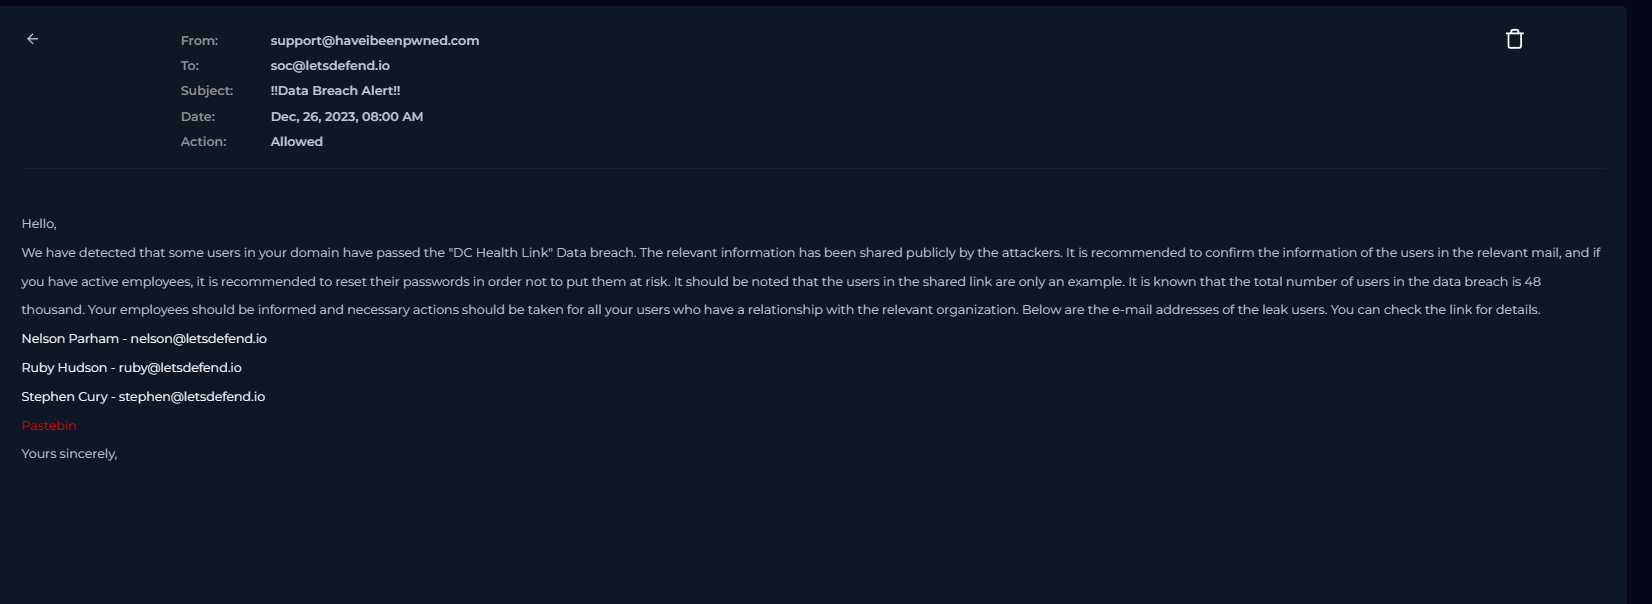 From: support@haveibeenpwned.com
To: soc@letsdefend.io
Subject: !!Data Breach Alert!!
Date: Dec, 26, 2023, 08:00 AM
Action: Allowed
Hello,
We have detected that some users in your domain have passed the "DC Health Link" Data breach. The relevant information has been shared publicly by the attackers. It is recommended to confirm the information of the users in the relevant mail, and if
you have active employees, it is recommended to reset their passwords in order not to put them at risk. It should be noted that the users in the shared link are only an example. It is known that the total number of users in the data breach is 48
thousand. Your employees should be informed and necessary actions should be taken for all your users who have a relationship with the relevant organization. Below are the e-mail addresses of the leak users. You can check the link for details.
Nelson Parham - nelson@letsdefend.io
Ruby Hudson - ruby@letsdefend.io
Stephen Cury - stephen@letsdefend.io
Pastebin
Yours sincerely,